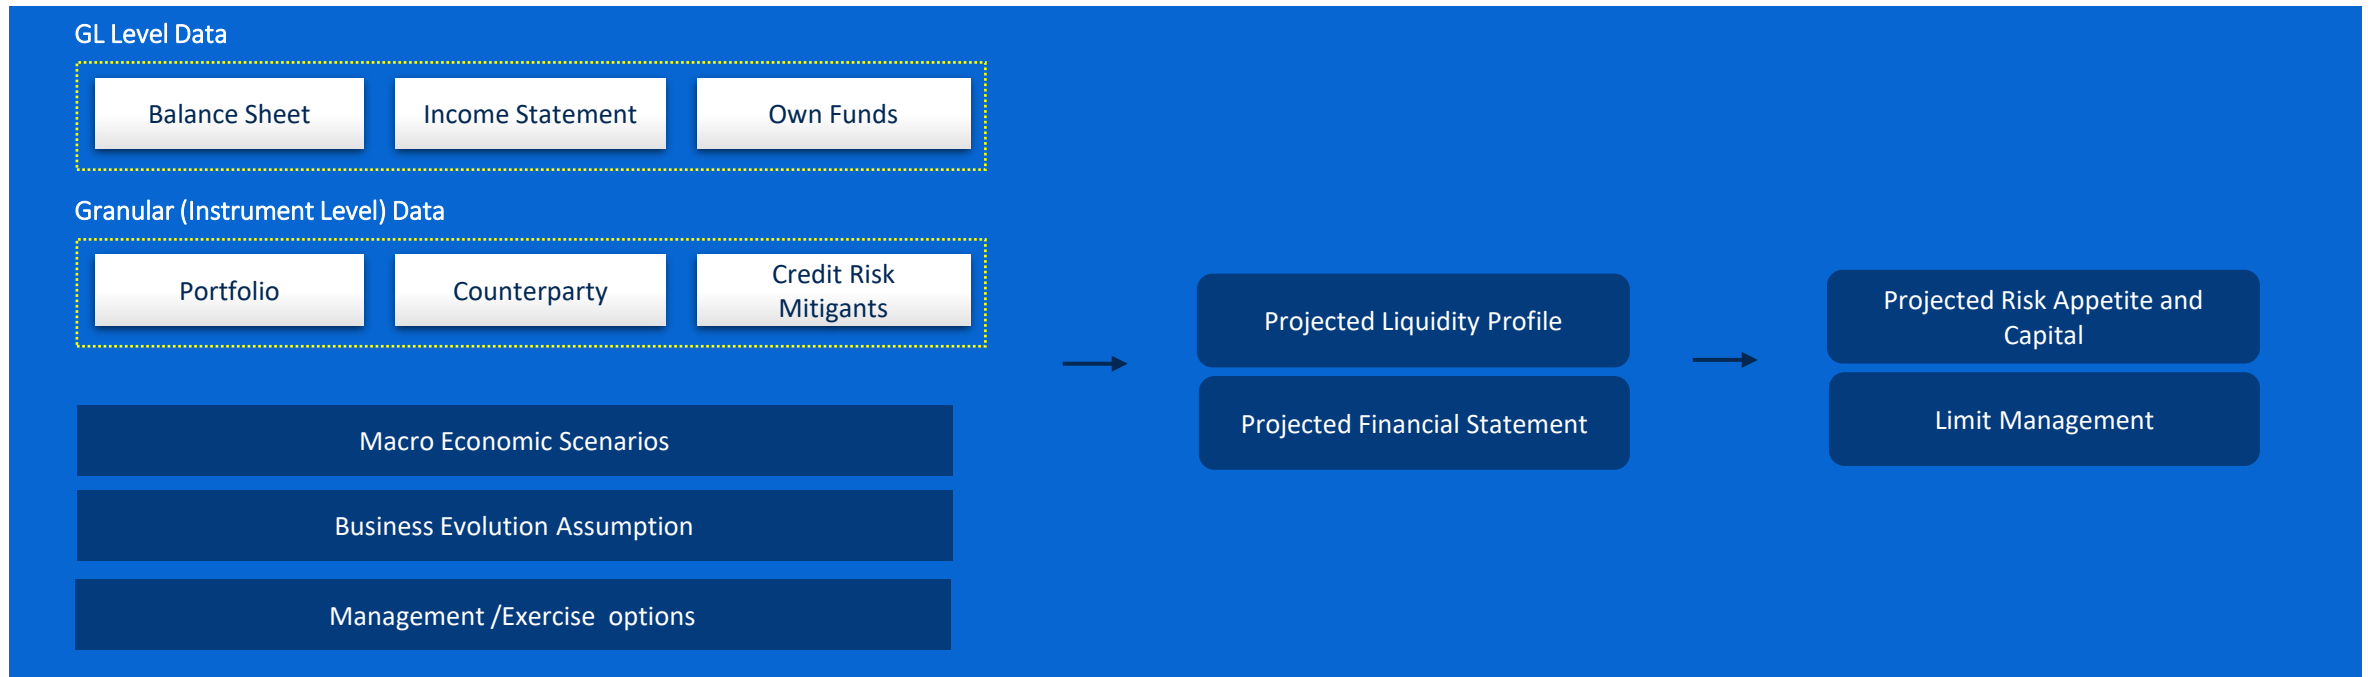 GL Level Data
Balance Sheet
Income Statement
Own Funds
Granular (Instrument Level) Data
Portfolio
Counterparty
Credit Risk
Mitigants
Macro Economic Scenarios
Business Evolution Assumption
Management /Exercise  options
Projected Liquidity Profile
Projected Financial Statement
Projected Risk Appetite and
Capital
Limit Management